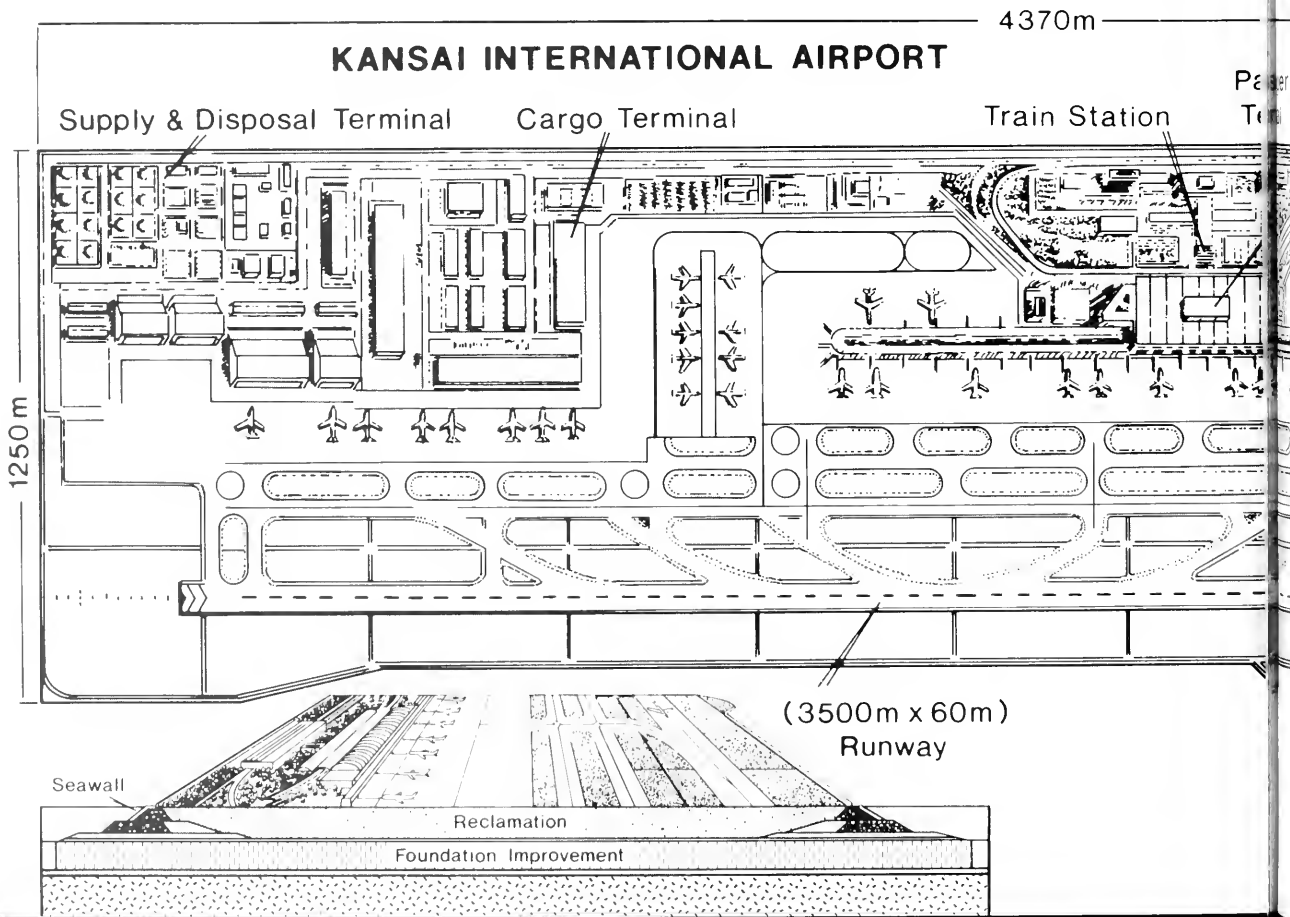 4370m
KANSAI INTERNATIONAL AIRPORT
Supply & Disposal Terminal
Cargo Terminal
Train Station
1250m
(3500m x 60m)
Runway
Seawall
Reclamation
Foundation Improvement